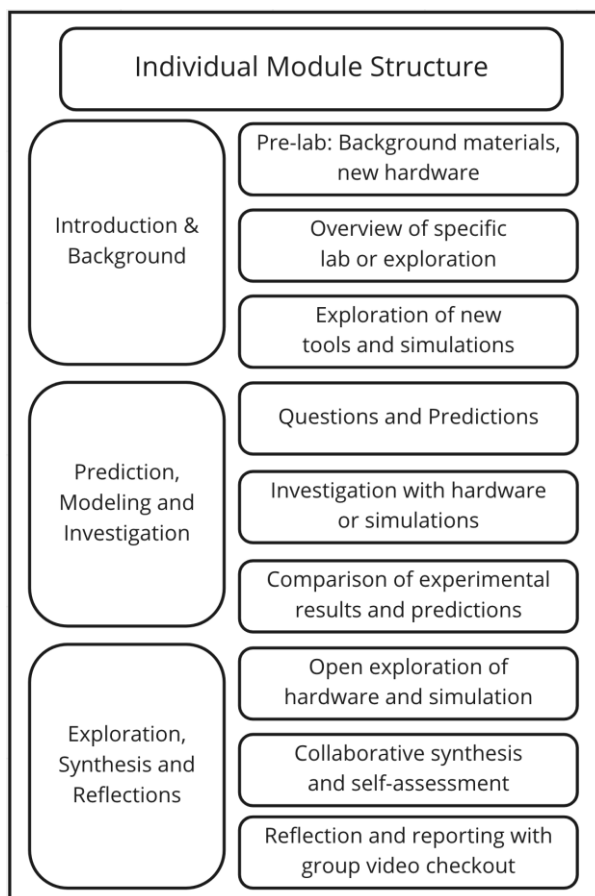 Individual Module Structure
Introduction &
Background
Pre-lab: Background materials,
new hardware
Overview of specific
lab or exploration
Exploration of new
tools and simulations
Prediction,
Modeling and
Investigation
Questions and Predictions
Investigation with hardware
or simulations
Comparison of experimental
results and predictions
Exploration,
Synthesis and
Reflections
Open exploration of
hardware and simulation
Collaborative synthesis
and self-assessment
Reflection and reporting with
group video checkout